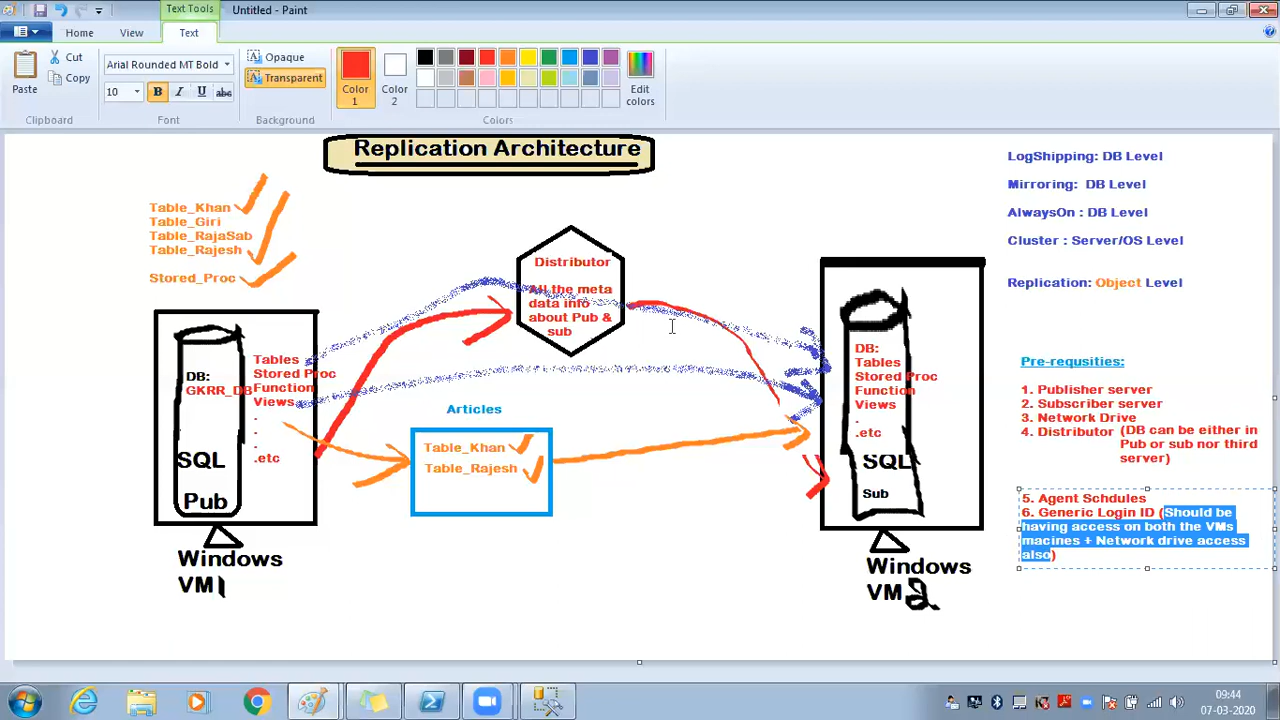 Text Tools
Untitled - Paint
Home
View
Text
Paste
Cut
Copy
Clipboard
Arial Rounded MT Bold
10
B I U abc
Font
Opaque
Transparent
Background
Color 1
Color 2
Edit colors
Colors
Replication Architecture
Table_Khan
Table_Giri
Table_RajaSab
Table_Rajesh
Stored_Proc
Distributor
All the meta
data info
about Pub &
sub
DB:
GKRR_DB
SQL
Pub
Tables
Stored Proc
Function
Views
.
.
.
.etc
Windows
VM1
Articles
Table_Khan
Table_Rajesh
DB:
Tables
Stored Proc
Function
Views
.
.etc
SQL
Sub
Windows
VM2
LogShipping: DB Level
Mirroring: DB Level
AlwaysOn : DB Level
Cluster : Server/OS Level
Replication: Object Level
Pre-requsities:
1. Publisher server
2. Subscriber server
3. Network Drive
4. Distributor (DB can be either in
Pub or sub nor third
server)
5. Agent Schdules
6. Generic Login ID (Should be
having access on both the VMs
macines + Network drive access
also)
09:44
07-03-2020